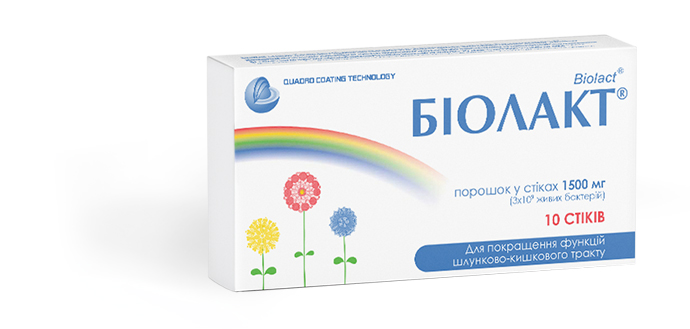 QUADRO COATING TECHNOLOGY
Biolact®
БІОЛАКТ®
порошок у стіках 1500 мг
(3x10⁹ живих бактерій)
10 СТІКІВ
Для покращення функцій
шлунково-кишкового тракту